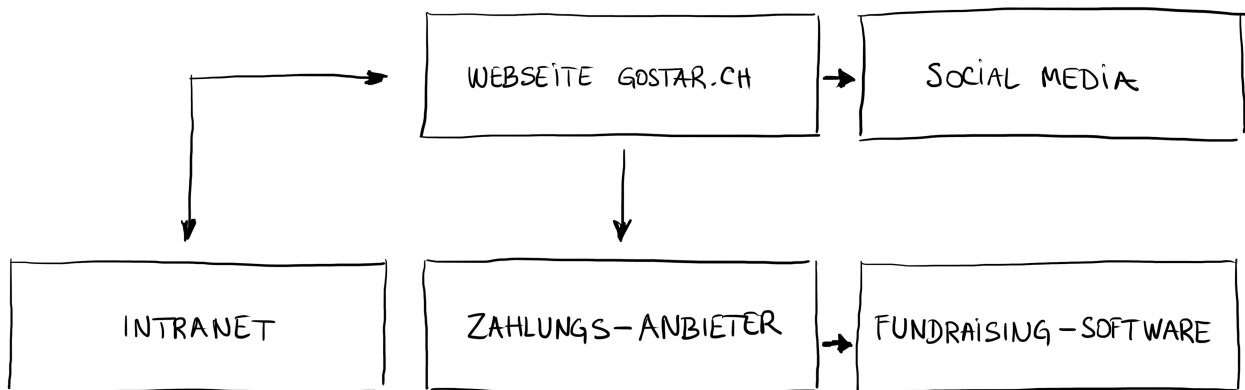 WEBSEITE GOSTAR.CH
SOCIAL MEDIA
INTRANET
ZAHLUNGS-ANBIETER
FUNDRAISING-SOFTWARE